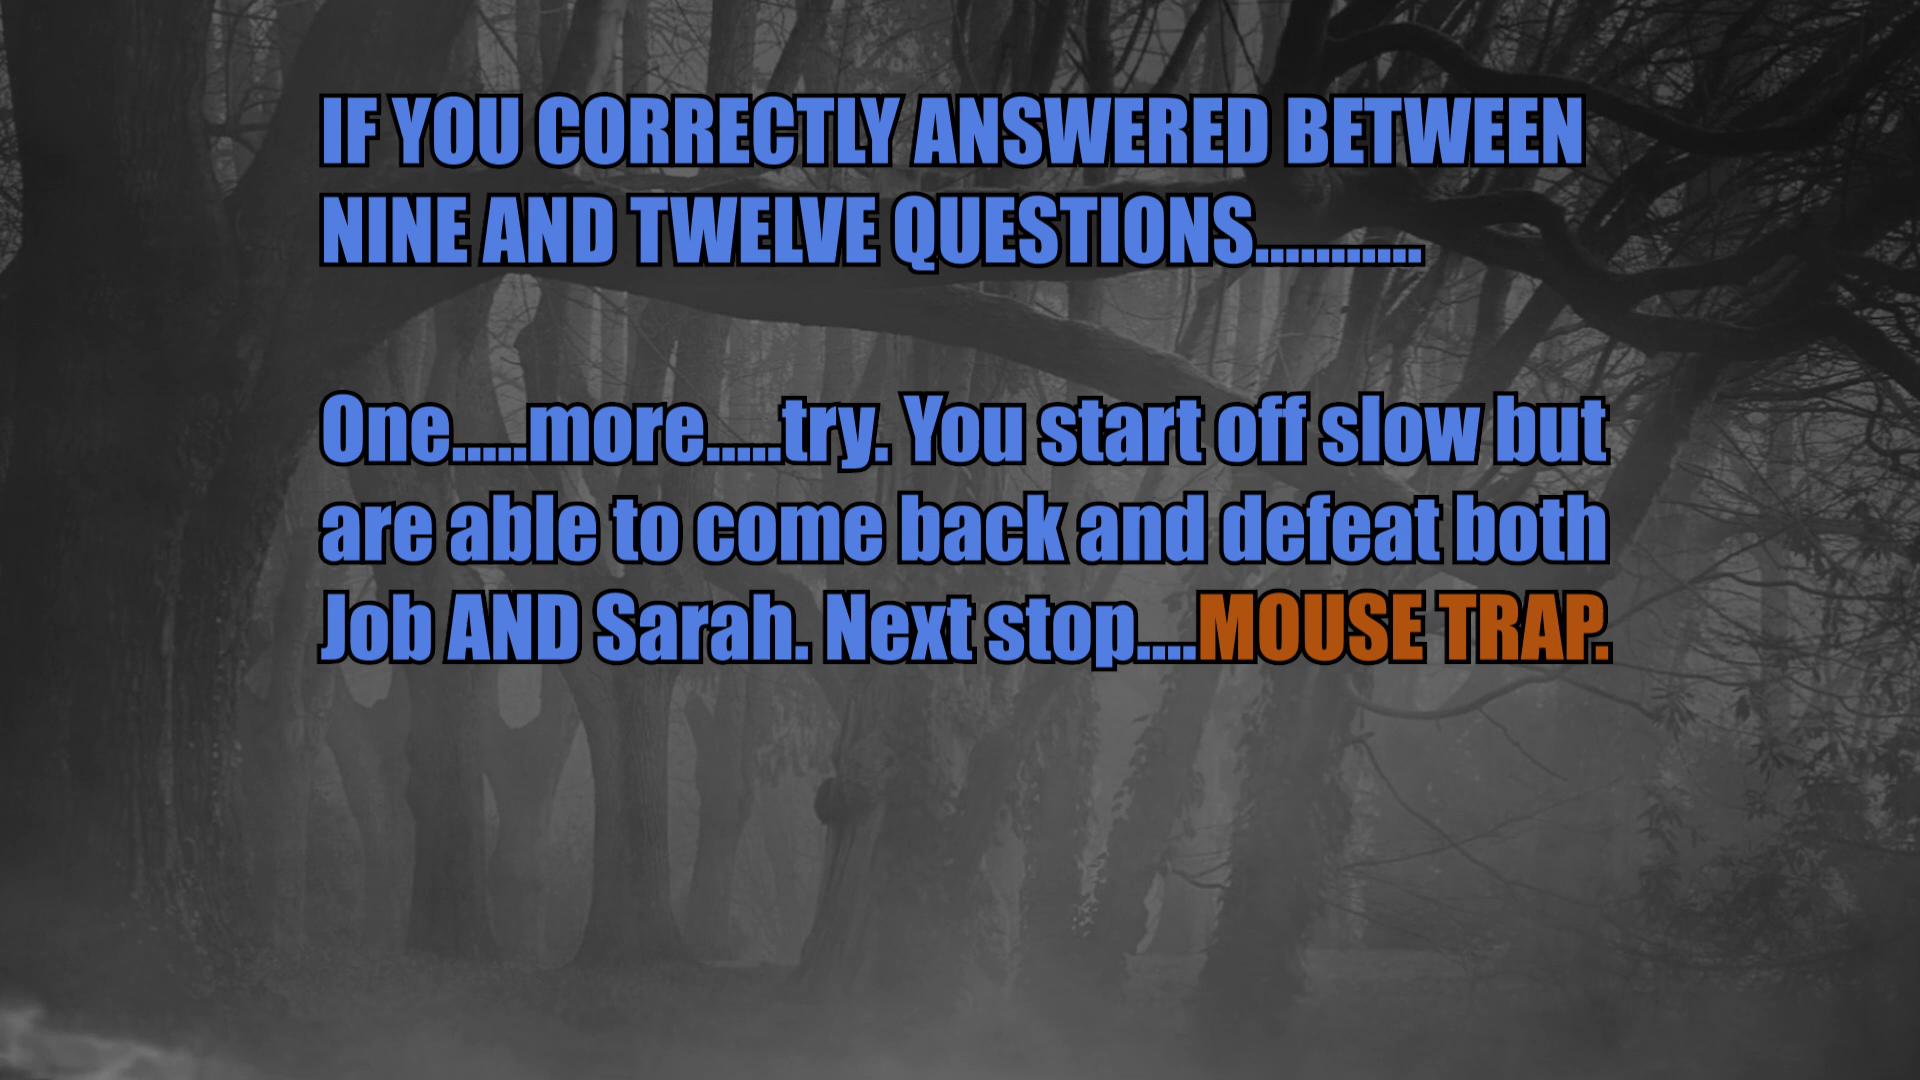 IF YOU CORRECTLY ANSWERED BETWEEN
NINE AND TWELVE QUESTIONS...........
One.....more.....try. You start off slow but
are able to come back and defeat both
Job AND Sarah. Next stop....MOUSE TRAP.